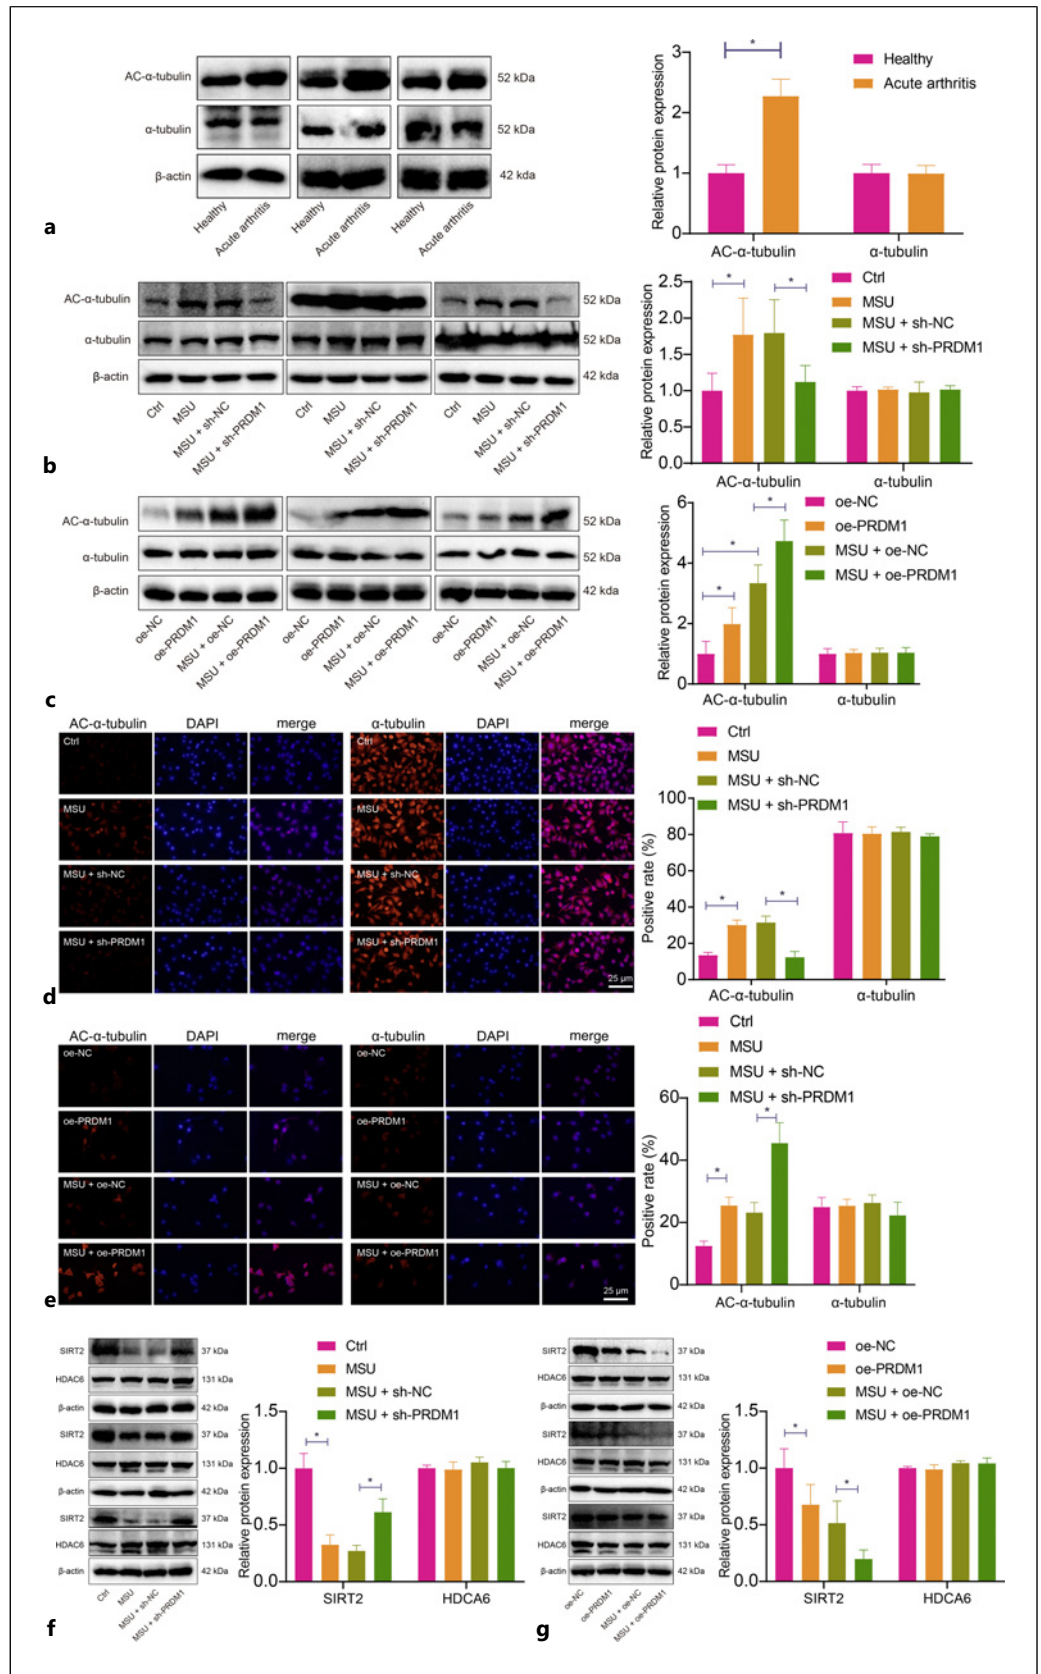 AC-α-tubulin
52 kDa
α-tubulin
52 kDa
β-actin
42 kda
Healthy
Acute arthritis
Healthy
Acute arthritis
Healthy
Acute arthritis
a
Relative protein expression
3
2
1
0
*
Healthy
Acute arthritis
AC-α-tubulin
α-tubulin
AC-α-tubulin
52 kDa
α-tubulin
52 kDa
β-actin
42 kda
Ctrl
MSU
MSU + sh-NC
MSU + sh-PRDM1
Ctrl
MSU
MSU + sh-NC
MSU + sh-PRDM1
Ctrl
MSU
MSU + sh-NC
MSU + sh-PRDM1
b
Relative protein expression
2.5
2.0
1.5
1.0
0.5
0.0
*
*
Ctrl
MSU
MSU + sh-NC
MSU + sh-PRDM1
AC-α-tubulin
α-tubulin
AC-α-tubulin
52 kDa
α-tubulin
52 kDa
β-actin
42 kda
oe-NC
oe-PRDM1
MSU + oe-NC
MSU + oe-PRDM1
oe-NC
oe-PRDM1
MSU + oe-NC
MSU + oe-PRDM1
oe-NC
oe-PRDM1
MSU + oe-NC
MSU + oe-PRDM1
c
Relative protein expression
6
4
2
0
*
*
*
oe-NC
oe-PRDM1
MSU + oe-NC
MSU + oe-PRDM1
AC-α-tubulin
α-tubulin
AC-α-tubulin DAPI merge α-tubulin DAPI merge
Ctrl Ctrl
MSU MSU
MSU + sh-NC MSU + sh-NC
MSU + sh-PRDM1 MSU + sh-PRDM1
25 μm
d
Ctrl
MSU
MSU + sh-NC
MSU + sh-PRDM1
Positive rate (%)
100
80
60
40
20
0
*
*
AC-α-tubulin
α-tubulin
AC-α-tubulin DAPI merge α-tubulin DAPI merge
oe-NC oe-NC
oe-PRDM1 oe-PRDM1
MSU + oe-NC MSU + oe-NC
MSU + oe-PRDM1 MSU + oe-PRDM1
25 μm
e
Ctrl
MSU
MSU + sh-NC
MSU + sh-PRDM1
Positive rate (%)
60
40
20
0
*
*
AC-α-tubulin
α-tubulin
SIRT2 37 kDa
HDAC6 131 kDa
β-actin 42 kDa
SIRT2 37 kDa
HDAC6 131 kDa
β-actin 42 kDa
SIRT2 37 kDa
HDAC6 131 kDa
β-actin 42 kDa
Ctrl
MSU
MSU + sh-NC
MSU + sh-PRDM1
f
Ctrl
MSU
MSU + sh-NC
MSU + sh-PRDM1
Relative protein expression
1.5
1.0
0.5
0.0
*
*
SIRT2
HDCA6
SIRT2 37 kDa
HDAC6 131 kDa
β-actin 42 kDa
SIRT2 37 kDa
HDAC6 131 kDa
β-actin 42 kDa
SIRT2 37 kDa
HDAC6 131 kDa
β-actin 42 kDa
oe-NC
oe-PRDM1
MSU + oe-NC
MSU + oe-PRDM1
g
oe-NC
oe-PRDM1
MSU + oe-NC
MSU + oe-PRDM1
Relative protein expression
1.5
1.0
0.5
0.0
*
*
SIRT2
HDCA6